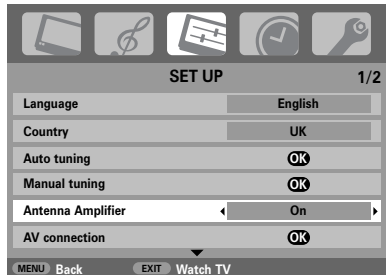 SET UP 1/2
Language English
Country UK
Auto tuning OK
Manual tuning OK
Antenna Amplifier On
AV connection OK
MENU Back EXIT Watch TV